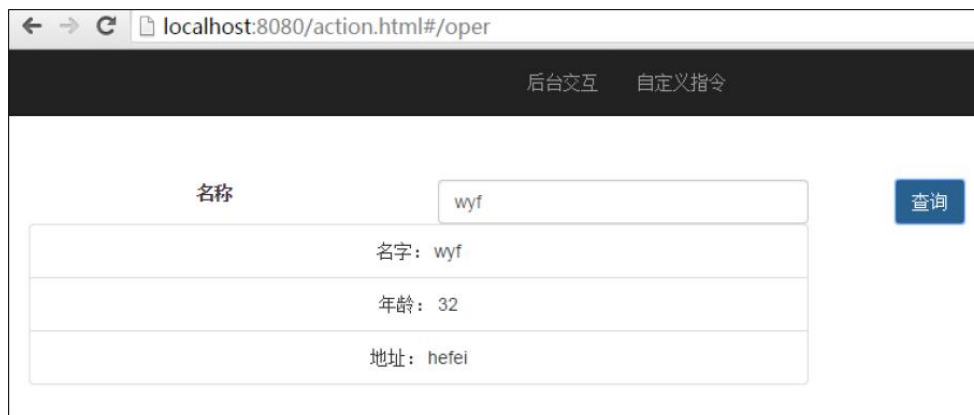 localhost:8080/action.html#/oper
后台交互 自定义指令
名称 wyf 查询
名字：wyf
年龄：32
地址：hefei